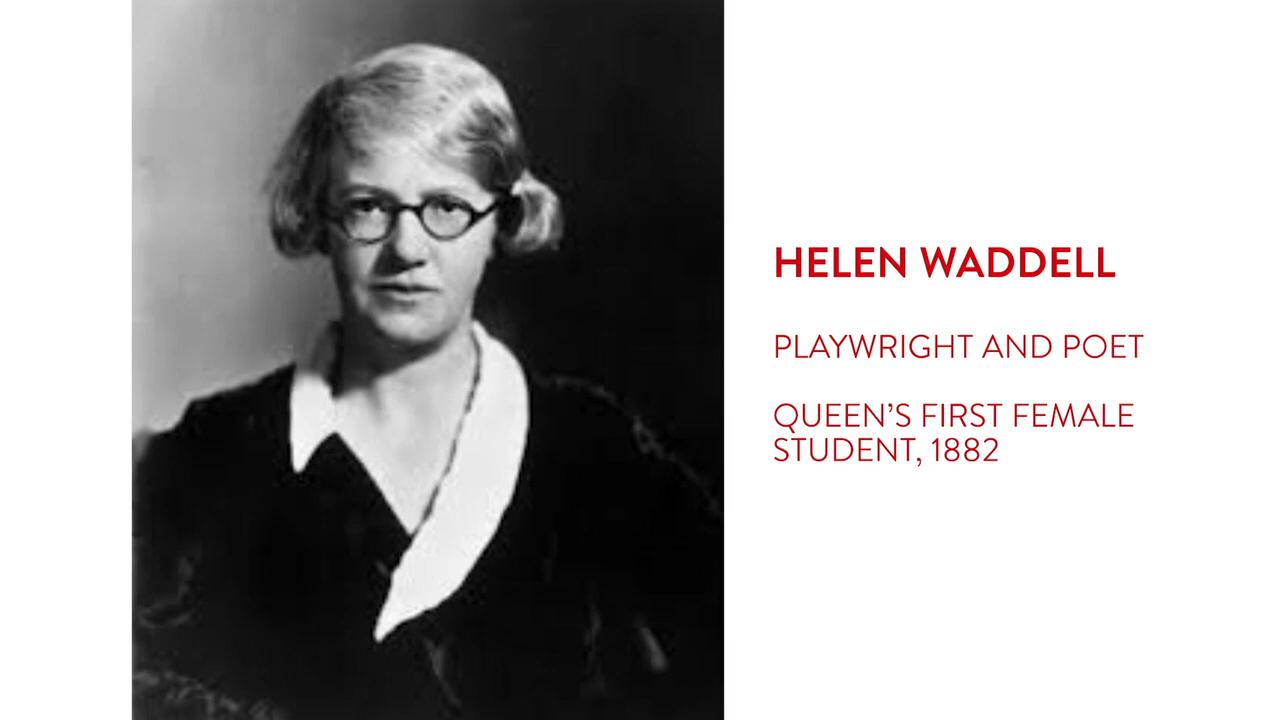 HELEN WADDELL
PLAYWRIGHT AND POET
QUEEN’S FIRST FEMALE
STUDENT, 1882